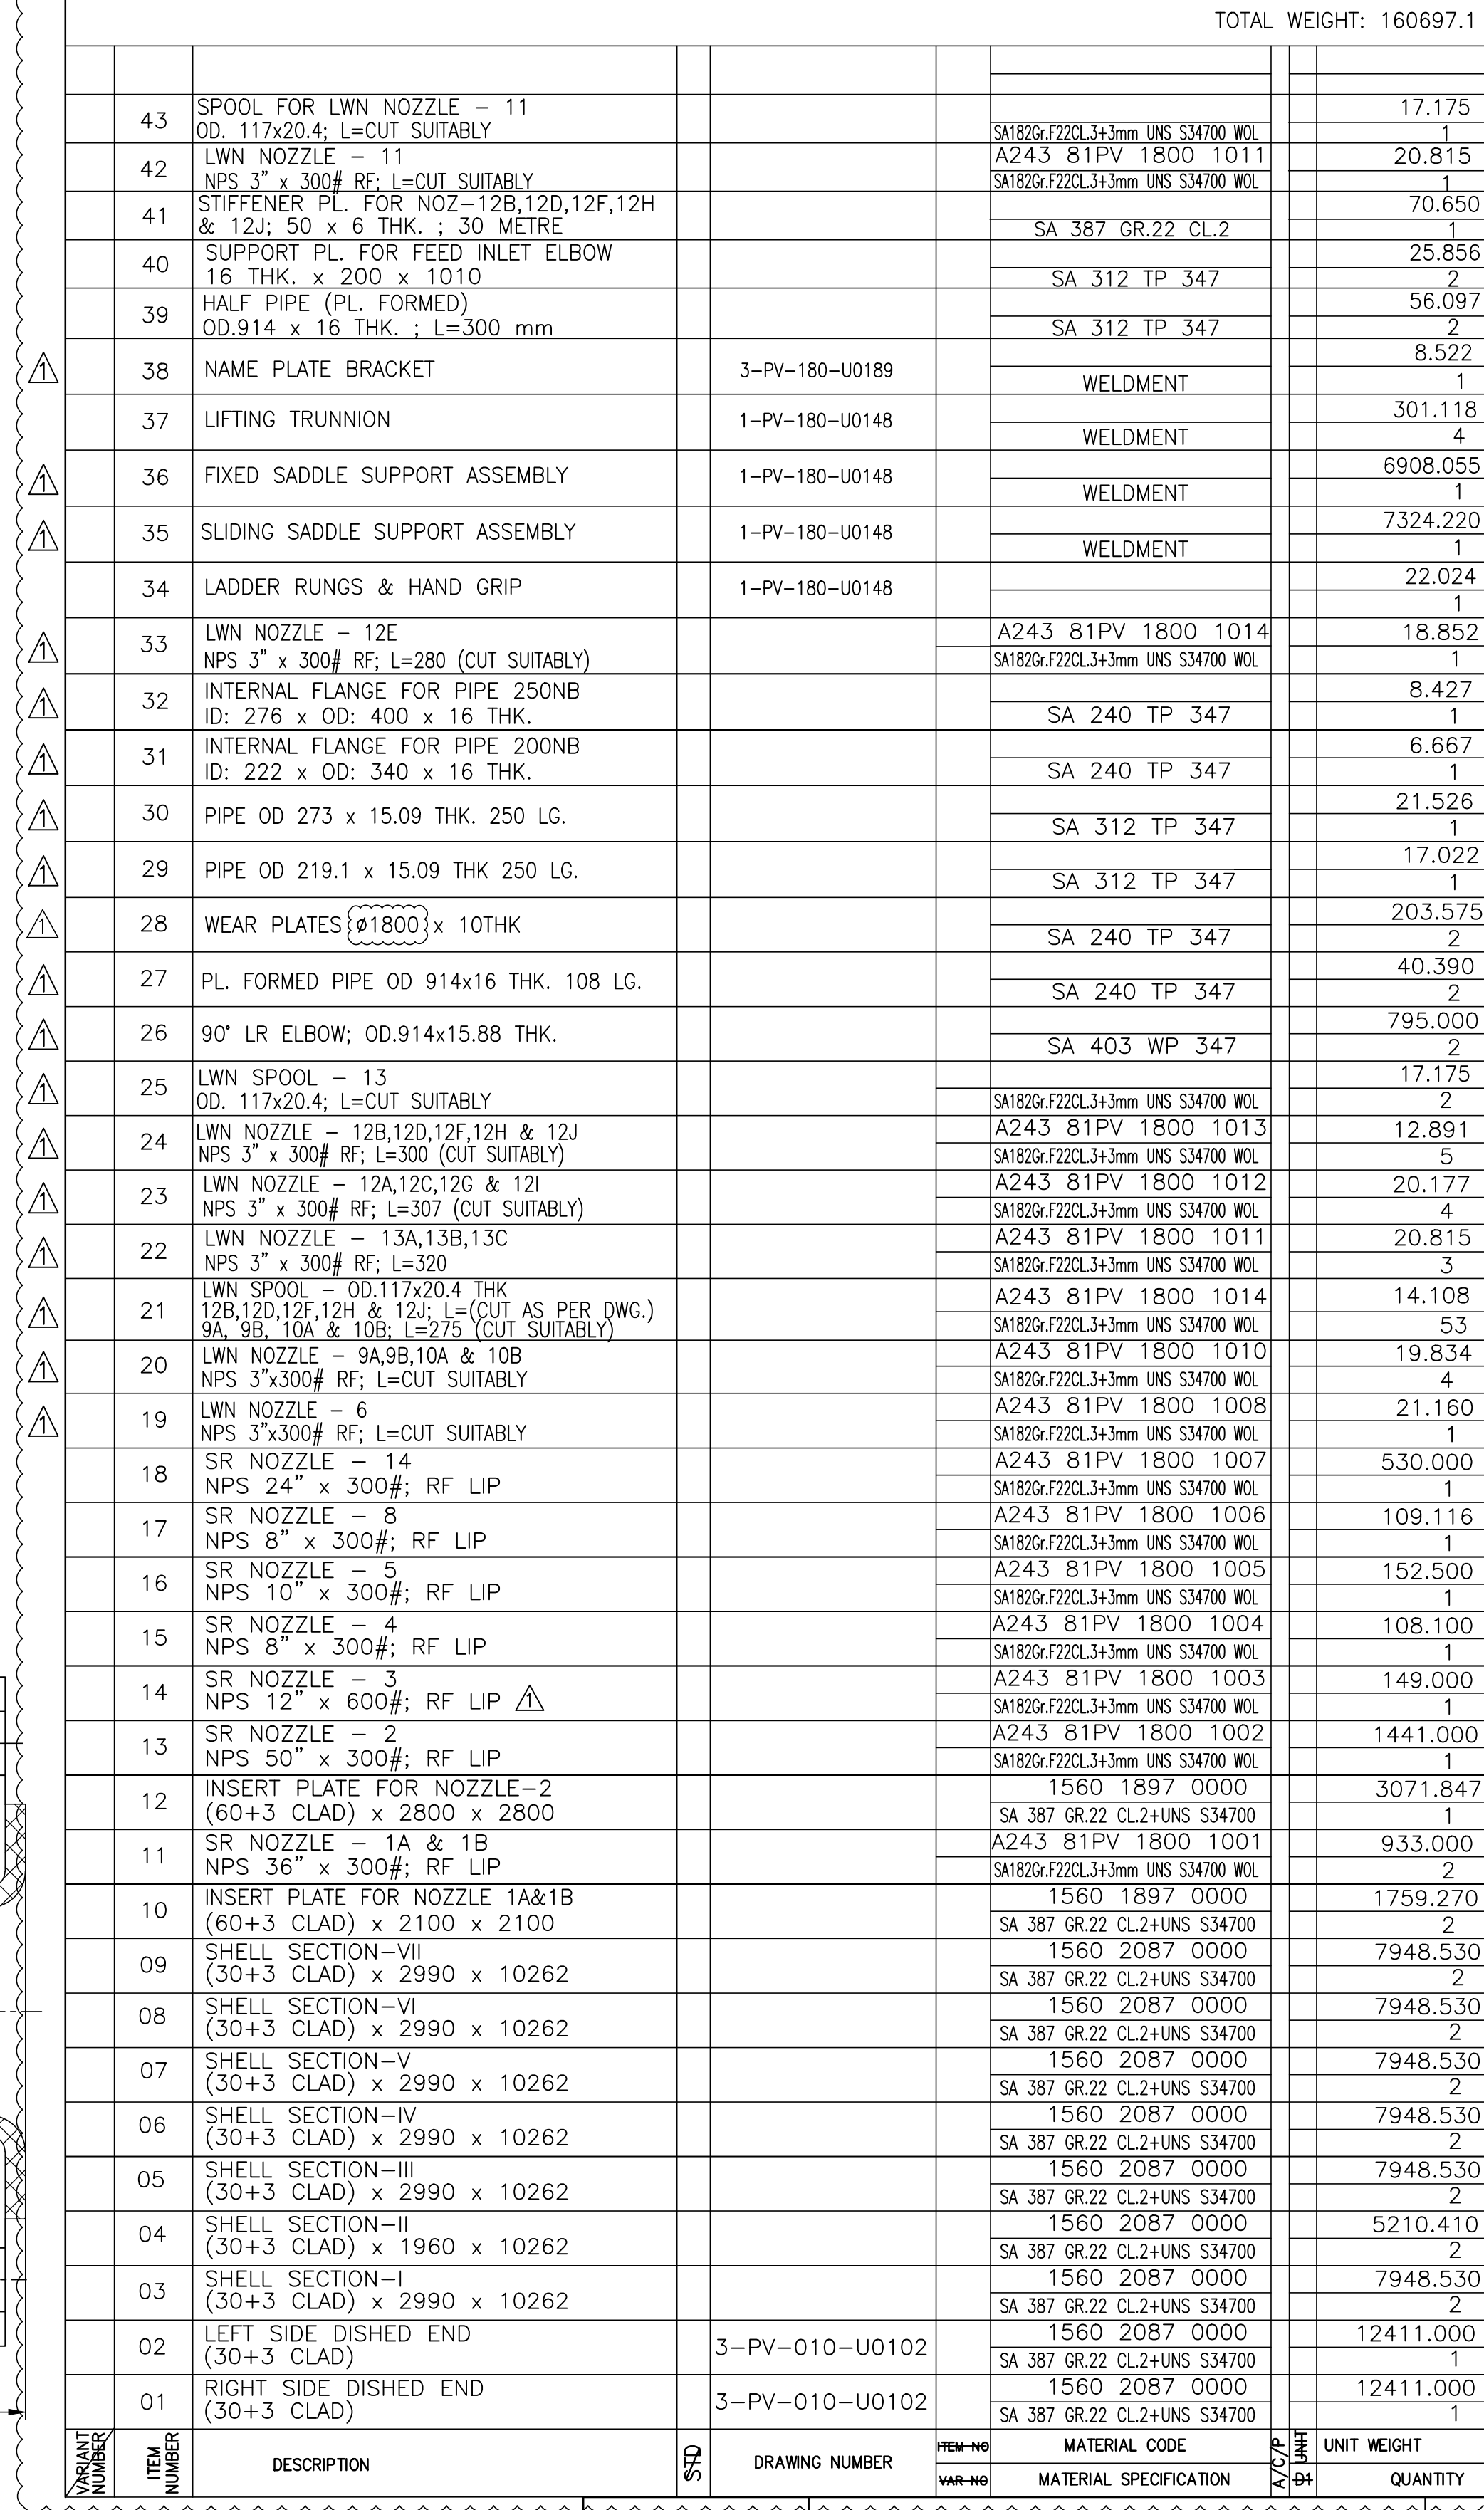 TOTAL WEIGHT: 160697.1
43 SPOOL FOR LWN NOZZLE – 11 17.175
OD. 117x20.4; L=CUT SUITABLY SA182Gr.F22CL.3+3mm UNS S34700 WOL 1
42 LWN NOZZLE – 11 A243 81PV 1800 1011 20.815
NPS 3" x 300# RF; L=CUT SUITABLY SA182Gr.F22CL.3+3mm UNS S34700 WOL 1
41 STIFFENER PL. FOR NOZ–12B,12D,12F,12H 70.650
& 12J; 50 x 6 THK. ; 30 METRE SA 387 GR.22 CL.2 1
40 SUPPORT PL. FOR FEED INLET ELBOW 25.856
16 THK. x 200 x 1010 SA 312 TP 347 2
39 HALF PIPE (PL. FORMED) 56.097
OD.914 x 16 THK. ; L=300 mm SA 312 TP 347 2
1 38 NAME PLATE BRACKET 3–PV–180–U0189 8.522
WELDMENT 1
37 LIFTING TRUNNION 1–PV–180–U0148 301.118
WELDMENT 4
1 36 FIXED SADDLE SUPPORT ASSEMBLY 1–PV–180–U0148 6908.055
WELDMENT 1
1 35 SLIDING SADDLE SUPPORT ASSEMBLY 1–PV–180–U0148 7324.220
WELDMENT 1
34 LADDER RUNGS & HAND GRIP 1–PV–180–U0148 22.024
1
1 33 LWN NOZZLE – 12E A243 81PV 1800 1014 18.852
NPS 3" x 300# RF; L=280 (CUT SUITABLY) SA182Gr.F22CL.3+3mm UNS S34700 WOL 1
1 32 INTERNAL FLANGE FOR PIPE 250NB 8.427
ID: 276 x OD: 400 x 16 THK. SA 240 TP 347 1
1 31 INTERNAL FLANGE FOR PIPE 200NB 6.667
ID: 222 x OD: 340 x 16 THK. SA 240 TP 347 1
1 30 PIPE OD 273 x 15.09 THK. 250 LG. 21.526
SA 312 TP 347 1
1 29 PIPE OD 219.1 x 15.09 THK 250 LG. 17.022
SA 312 TP 347 1
1 28 WEAR PLATES ø1800 x 10THK 203.575
SA 240 TP 347 2
1 27 PL. FORMED PIPE OD 914x16 THK. 108 LG. 40.390
SA 240 TP 347 2
1 26 90° LR ELBOW; OD.914x15.88 THK. 795.000
SA 403 WP 347 2
1 25 LWN SPOOL – 13 17.175
OD. 117x20.4; L=CUT SUITABLY SA182Gr.F22CL.3+3mm UNS S34700 WOL 2
1 24 LWN NOZZLE – 12B,12D,12F,12H & 12J A243 81PV 1800 1013 12.891
NPS 3" x 300# RF; L=300 (CUT SUITABLY) SA182Gr.F22CL.3+3mm UNS S34700 WOL 5
1 23 LWN NOZZLE – 12A,12C,12G & 12I A243 81PV 1800 1012 20.177
NPS 3" x 300# RF; L=307 (CUT SUITABLY) SA182Gr.F22CL.3+3mm UNS S34700 WOL 4
1 22 LWN NOZZLE – 13A,13B,13C A243 81PV 1800 1011 20.815
NPS 3" x 300# RF; L=320 SA182Gr.F22CL.3+3mm UNS S34700 WOL 3
LWN SPOOL – OD.117x20.4 THK A243 81PV 1800 1014 14.108
1 21 12B,12D,12F,12H & 12J; L=(CUT AS PER DWG.)
9A, 9B, 10A & 10B; L=275 (CUT SUITABLY) SA182Gr.F22CL.3+3mm UNS S34700 WOL 53
1 20 LWN NOZZLE – 9A,9B,10A & 10B A243 81PV 1800 1010 19.834
NPS 3"x300# RF; L=CUT SUITABLY SA182Gr.F22CL.3+3mm UNS S34700 WOL 4
1 19 LWN NOZZLE – 6 A243 81PV 1800 1008 21.160
NPS 3"x300# RF; L=CUT SUITABLY SA182Gr.F22CL.3+3mm UNS S34700 WOL 1
18 SR NOZZLE – 14 A243 81PV 1800 1007 530.000
NPS 24" x 300#; RF LIP SA182Gr.F22CL.3+3mm UNS S34700 WOL 1
17 SR NOZZLE – 8 A243 81PV 1800 1006 109.116
NPS 8" x 300#; RF LIP SA182Gr.F22CL.3+3mm UNS S34700 WOL 1
16 SR NOZZLE – 5 A243 81PV 1800 1005 152.500
NPS 10" x 300#; RF LIP SA182Gr.F22CL.3+3mm UNS S34700 WOL 1
15 SR NOZZLE – 4 A243 81PV 1800 1004 108.100
NPS 8" x 300#; RF LIP SA182Gr.F22CL.3+3mm UNS S34700 WOL 1
14 SR NOZZLE – 3 A243 81PV 1800 1003 149.000
NPS 12" x 600#; RF LIP 1 SA182Gr.F22CL.3+3mm UNS S34700 WOL 1
13 SR NOZZLE – 2 A243 81PV 1800 1002 1441.000
NPS 50" x 300#; RF LIP SA182Gr.F22CL.3+3mm UNS S34700 WOL 1
12 INSERT PLATE FOR NOZZLE–2 1560 1897 0000 3071.847
(60+3 CLAD) x 2800 x 2800 SA 387 GR.22 CL.2+UNS S34700 1
11 SR NOZZLE – 1A & 1B A243 81PV 1800 1001 933.000
NPS 36" x 300#; RF LIP SA182Gr.F22CL.3+3mm UNS S34700 WOL 2
10 INSERT PLATE FOR NOZZLE 1A&1B 1560 1897 0000 1759.270
(60+3 CLAD) x 2100 x 2100 SA 387 GR.22 CL.2+UNS S34700 2
09 SHELL SECTION–VII 1560 2087 0000 7948.530
(30+3 CLAD) x 2990 x 10262 SA 387 GR.22 CL.2+UNS S34700 2
08 SHELL SECTION–VI 1560 2087 0000 7948.530
(30+3 CLAD) x 2990 x 10262 SA 387 GR.22 CL.2+UNS S34700 2
07 SHELL SECTION–V 1560 2087 0000 7948.530
(30+3 CLAD) x 2990 x 10262 SA 387 GR.22 CL.2+UNS S34700 2
06 SHELL SECTION–IV 1560 2087 0000 7948.530
(30+3 CLAD) x 2990 x 10262 SA 387 GR.22 CL.2+UNS S34700 2
05 SHELL SECTION–III 1560 2087 0000 7948.530
(30+3 CLAD) x 2990 x 10262 SA 387 GR.22 CL.2+UNS S34700 2
04 SHELL SECTION–II 1560 2087 0000 5210.410
(30+3 CLAD) x 1960 x 10262 SA 387 GR.22 CL.2+UNS S34700 2
03 SHELL SECTION–I 1560 2087 0000 7948.530
(30+3 CLAD) x 2990 x 10262 SA 387 GR.22 CL.2+UNS S34700 2
02 LEFT SIDE DISHED END 3–PV–010–U0102 1560 2087 0000 12411.000
(30+3 CLAD) SA 387 GR.22 CL.2+UNS S34700 1
01 RIGHT SIDE DISHED END 3–PV–010–U0102 1560 2087 0000 12411.000
(30+3 CLAD) SA 387 GR.22 CL.2+UNS S34700 1
VARIANT NUMBER ITEM NUMBER DESCRIPTION STD DRAWING NUMBER ITEM NO MATERIAL CODE A/C/P UNIT UNIT WEIGHT
VAR NO MATERIAL SPECIFICATION D1 QUANTITY